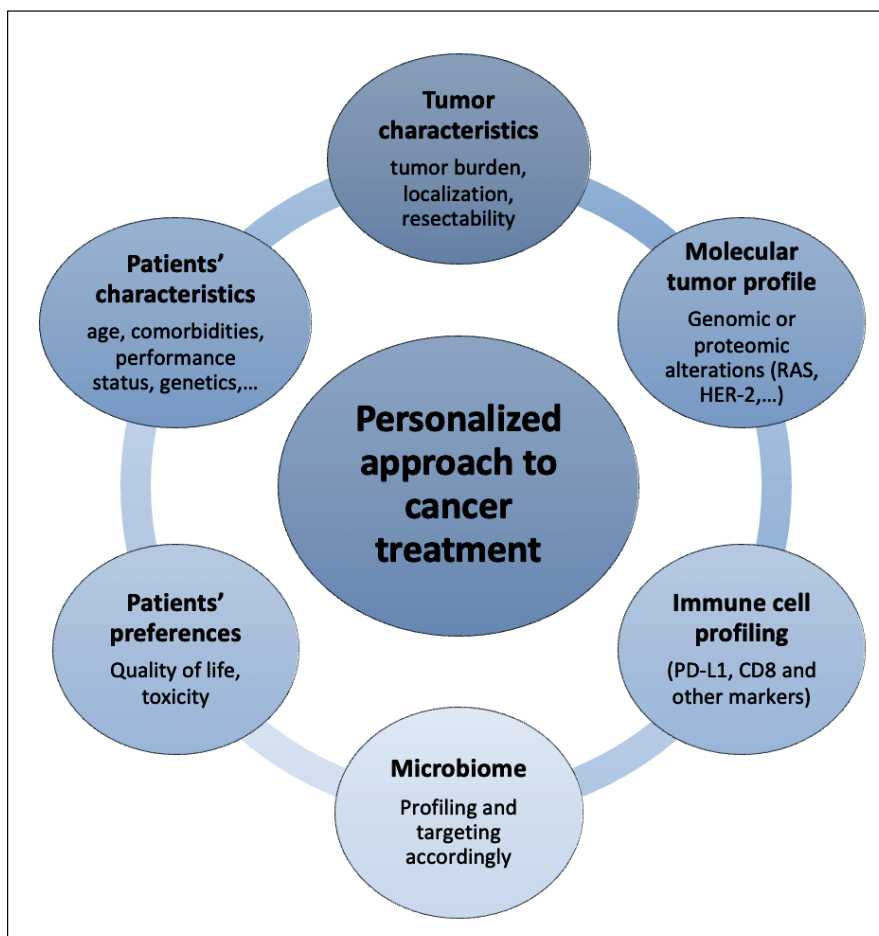 Tumor
characteristics
tumor burden,
localization,
resectability
Molecular
tumor profile
Genomic or
proteomic
alterations (RAS,
HER-2,...)
Immune cell
profiling
(PD-L1, CD8 and
other markers)
Microbiome
Profiling and
targeting
accordingly
Patients’
preferences
Quality of life,
toxicity
Patients’
characteristics
age, comorbidities,
performance
status, genetics,...
Personalized
approach to
cancer
treatment